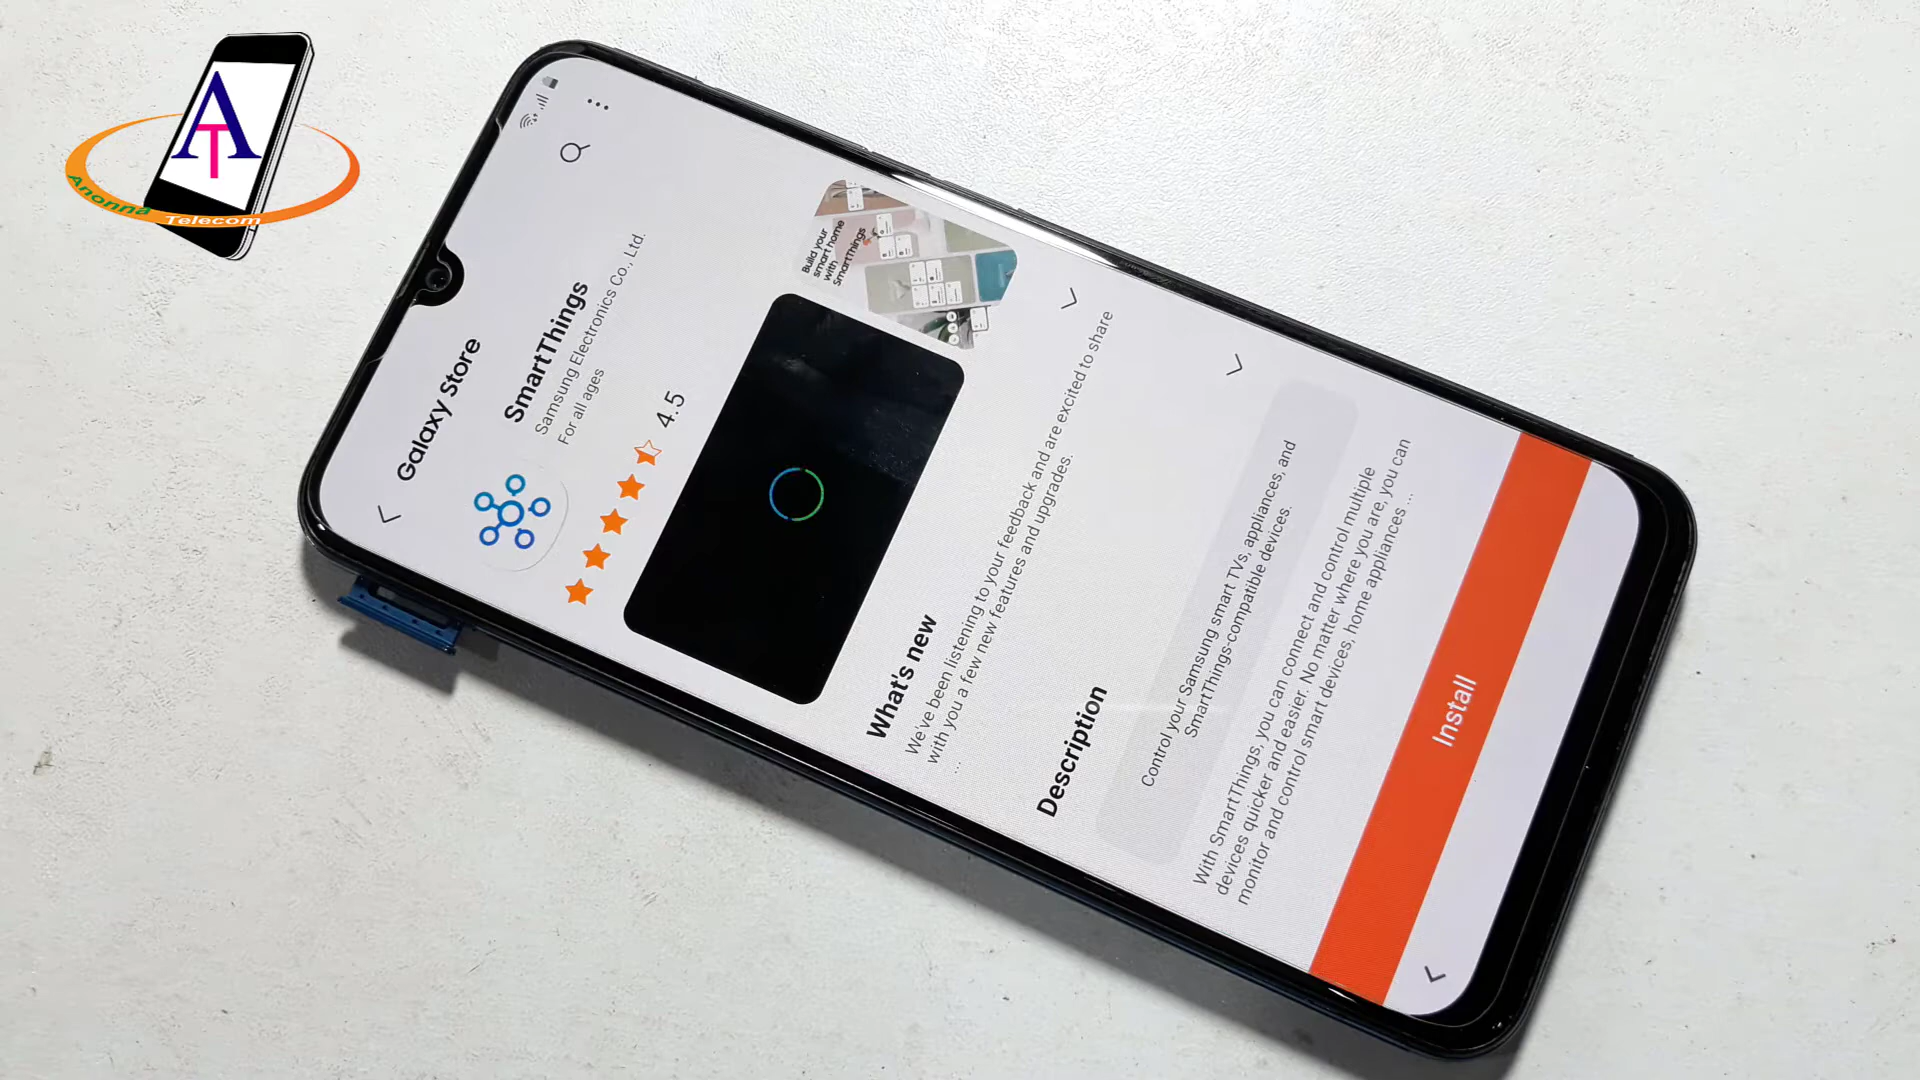 AT
Anonna Telecom
Galaxy Store
SmartThings
Samsung Electronics Co., Ltd.
For all ages
4.5
Build your
smart home
with
SmartThings
What's new
We've been listening to your feedback and are excited to share
with you a few new features and upgrades.
...
Description
Control your Samsung smart TVs, appliances, and
SmartThings-compatible devices.
With SmartThings, you can connect and control multiple
devices quicker and easier. No matter where you are, you can
monitor and control smart devices, home appliances ...
Install